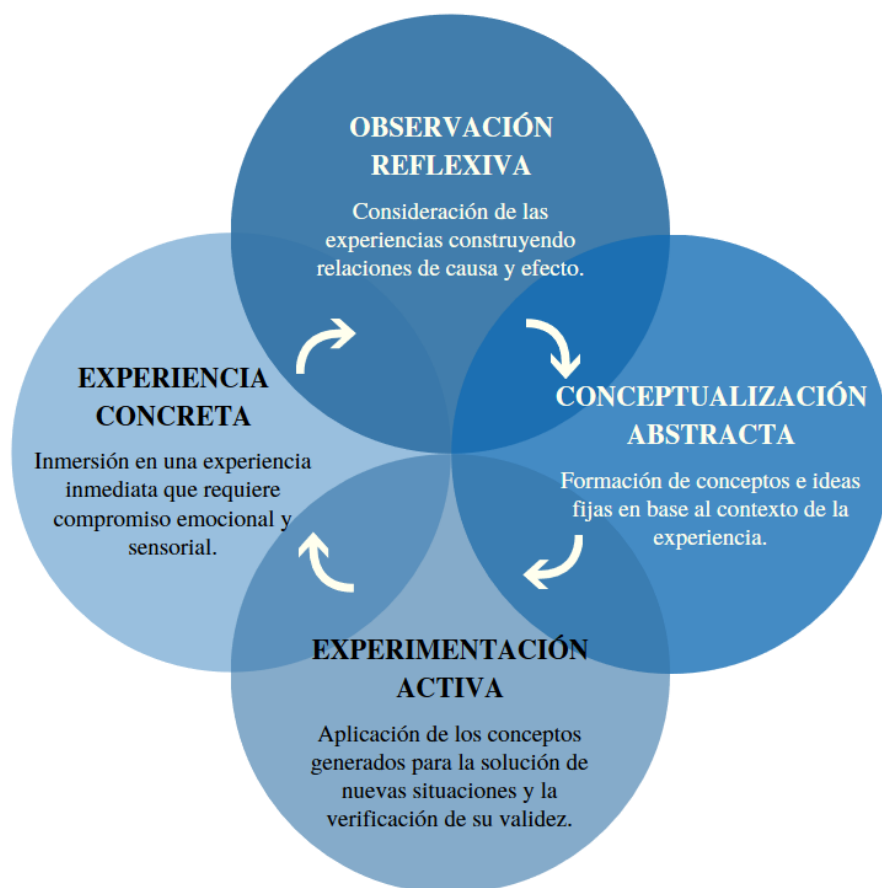 OBSERVACIÓN
REFLEXIVA
Consideración de las
experiencias construyendo
relaciones de causa y efecto.
EXPERIENCIA
CONCRETA
Inmersión en una experiencia
inmediata que requiere
compromiso emocional y
sensorial.
CONCEPTUALIZACIÓN
ABSTRACTA
Formación de conceptos e ideas
fijas en base al contexto de la
experiencia.
EXPERIMENTACIÓN
ACTIVA
Aplicación de los conceptos
generados para la solución de
nuevas situaciones y la
verificación de su validez.